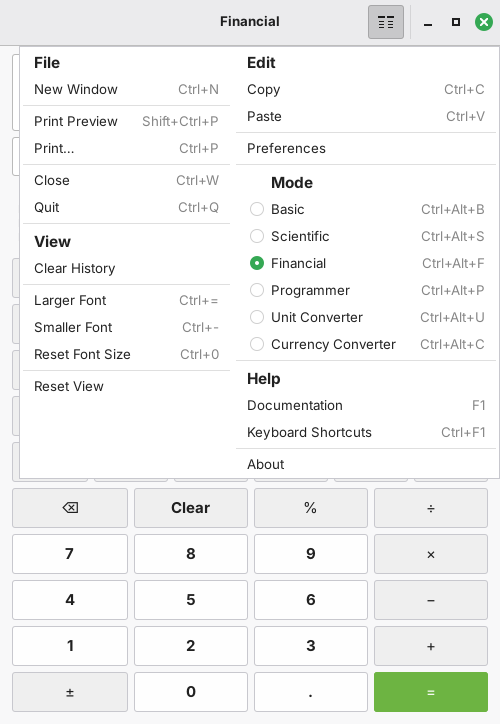 Financial
File
New Window Ctrl+N
Print Preview Shift+Ctrl+P
Print... Ctrl+P
Close Ctrl+W
Quit Ctrl+Q
View
Clear History
Larger Font Ctrl+=
Smaller Font Ctrl+-
Reset Font Size Ctrl+0
Reset View
Edit
Copy Ctrl+C
Paste Ctrl+V
Preferences
Mode
Basic Ctrl+Alt+B
Scientific Ctrl+Alt+S
Financial Ctrl+Alt+F
Programmer Ctrl+Alt+P
Unit Converter Ctrl+Alt+U
Currency Converter Ctrl+Alt+C
Help
Documentation F1
Keyboard Shortcuts Ctrl+F1
About
Clear % ÷
7 8 9 ×
4 5 6 −
1 2 3 +
± 0 . =